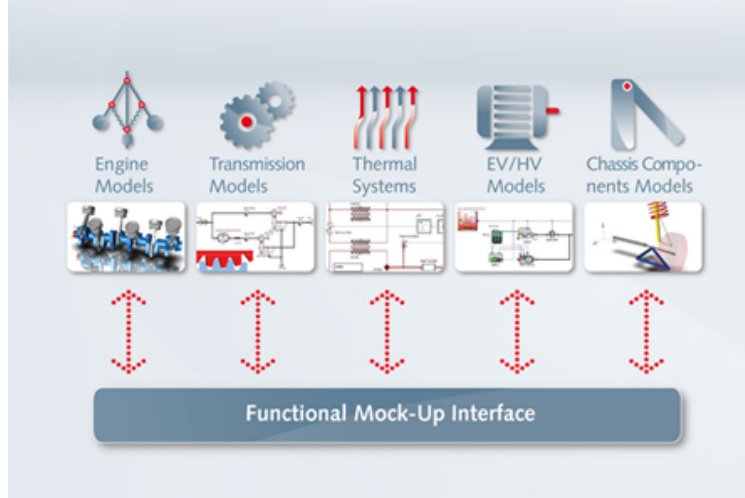 Engine
Models
Transmission
Models
Thermal
Systems
EV/HV
Models
Chassis Compo-
nents Models
Functional Mock-Up Interface